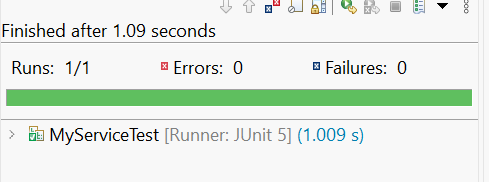 Finished after 1.09 seconds
Runs: 1/1 Errors: 0 Failures: 0
MyServiceTest [Runner: JUnit 5] (1.009 s)